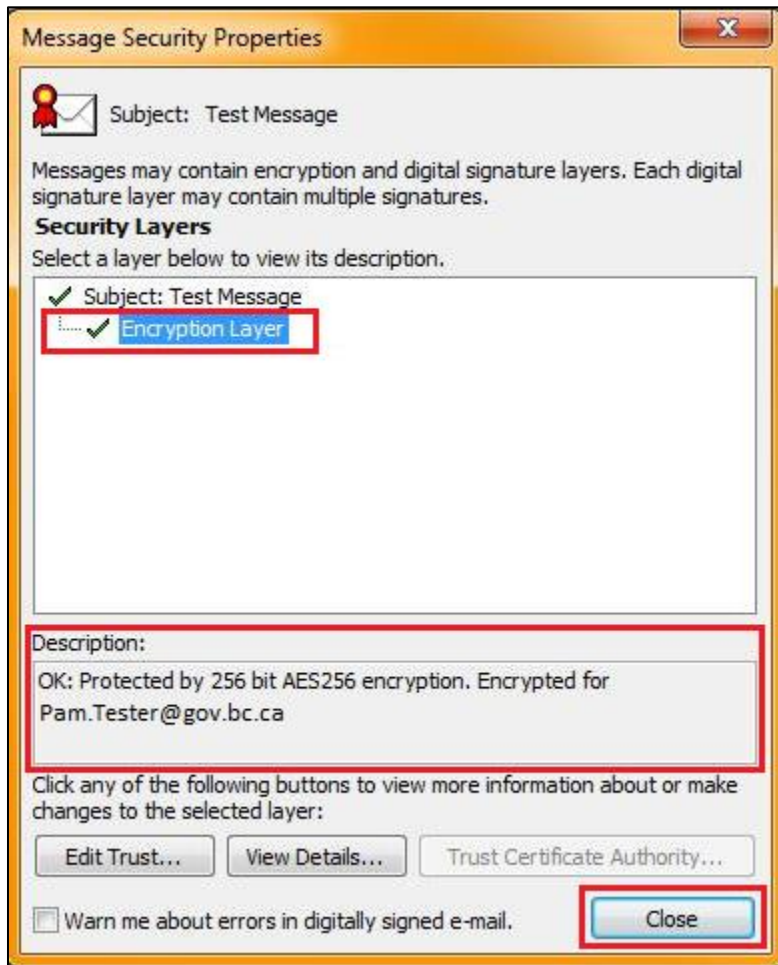 Message Security Properties
Subject: Test Message
Messages may contain encryption and digital signature layers. Each digital
signature layer may contain multiple signatures.
Security Layers
Select a layer below to view its description.
Subject: Test Message
Encryption Layer
Description:
OK: Protected by 256 bit AES256 encryption. Encrypted for
Pam.Tester@gov.bc.ca
Click any of the following buttons to view more information about or make
changes to the selected layer:
Edit Trust... View Details... Trust Certificate Authority...
Warn me about errors in digitally signed e-mail. Close